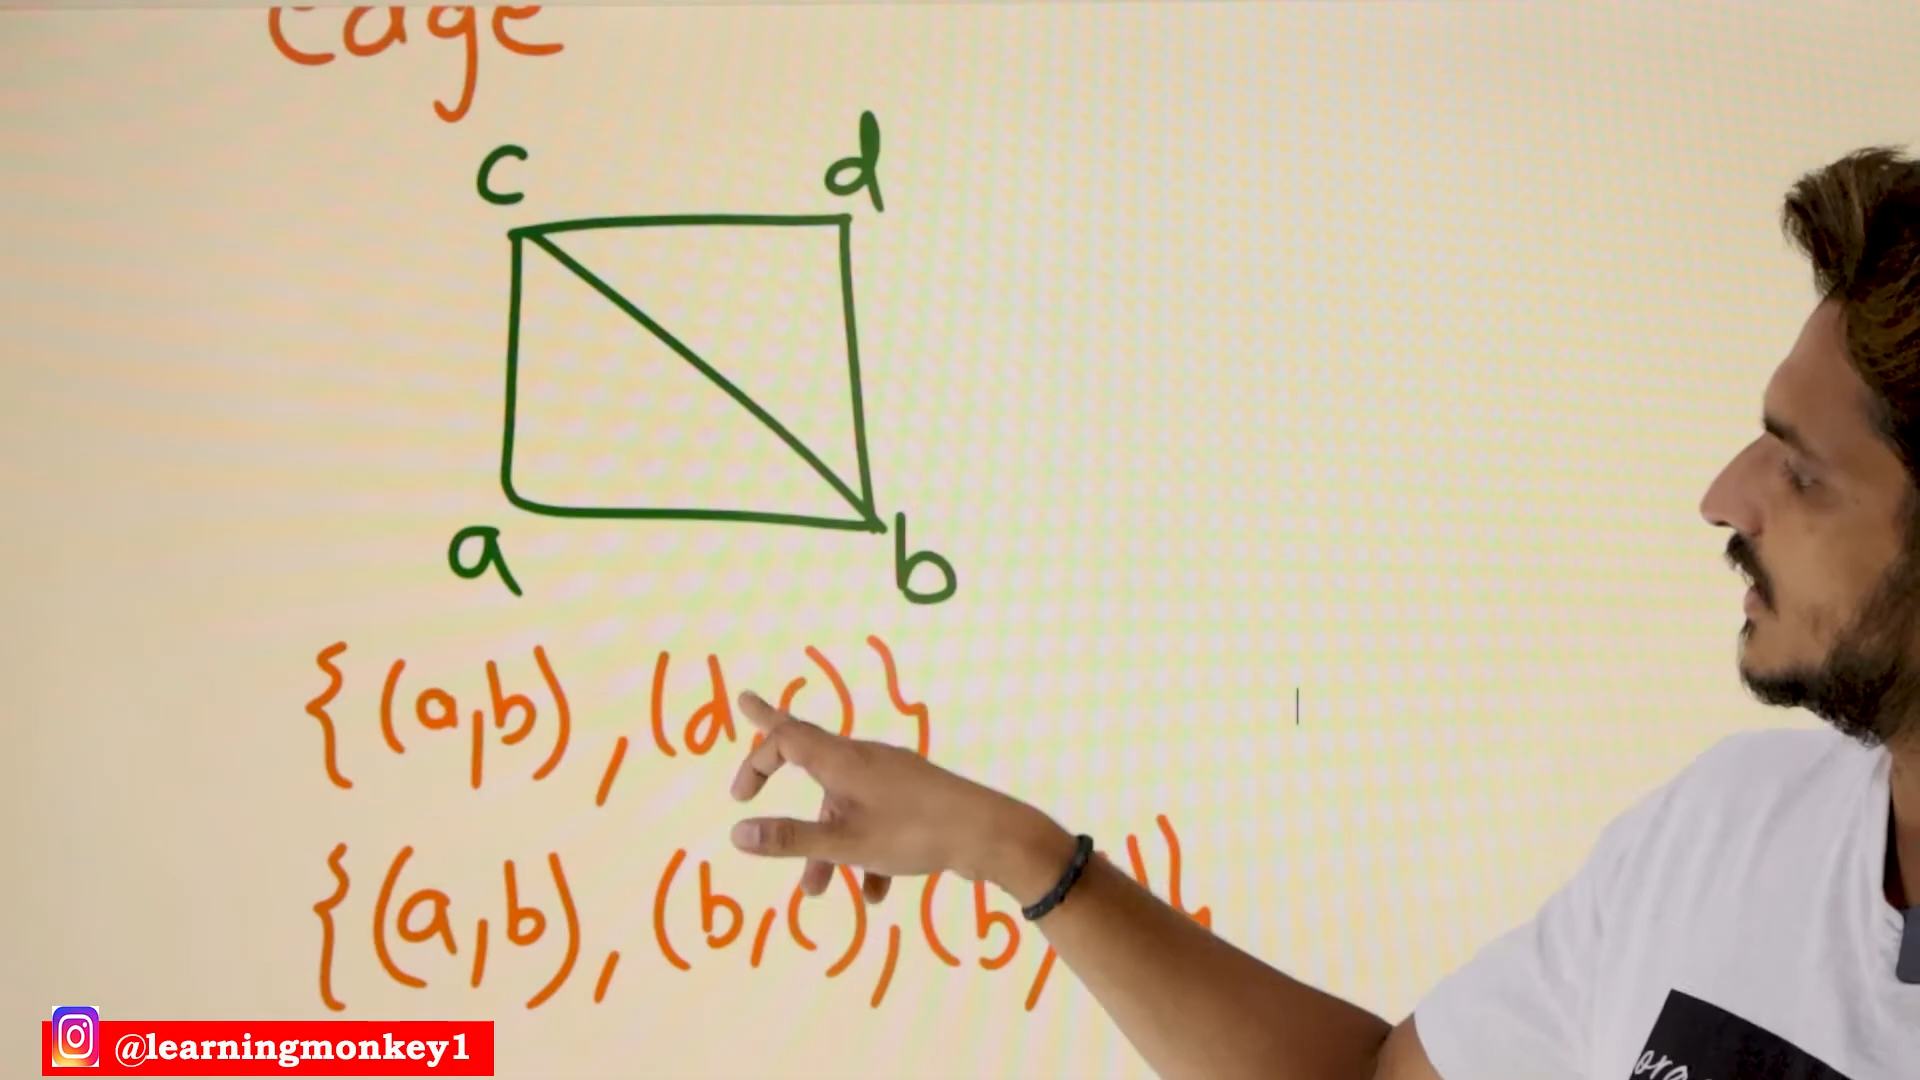 edge
c d
a b
{(a,b), (d,c)}
{(a,b), (b,c), (b, )}
@learningmonkey1